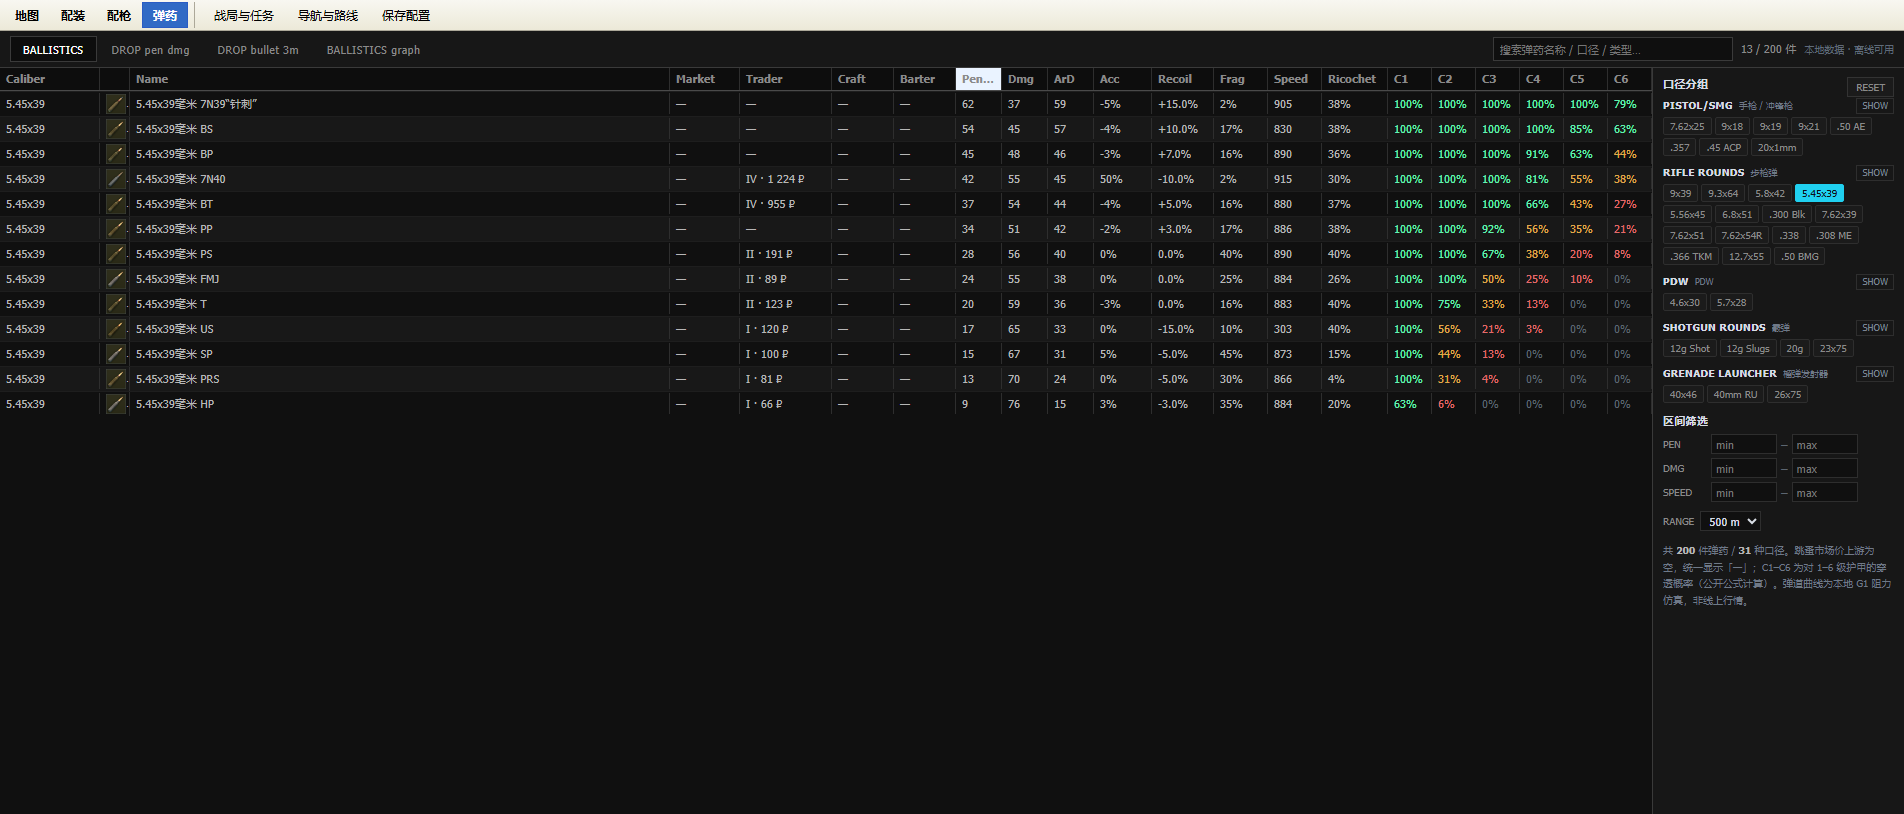 地图 配装 配枪 弹药 战局与任务 导航与路线 保存配置
BALLISTICS DROP pen dmg DROP bullet 3m BALLISTICS graph 搜索弹药名称 / 口径 / 类型... 13 / 200 件 本地数据 · 离线可用
Caliber Name Market Trader Craft Barter Pen... Dmg ArD Acc Recoil Frag Speed Ricochet C1 C2 C3 C4 C5 C6
5.45x39 5.45x39毫米 7N39“针刺” — — — — 62 37 59 -5% +15.0% 2% 905 38% 100% 100% 100% 100% 100% 79%
5.45x39 5.45x39毫米 BS — — — — 54 45 57 -4% +10.0% 17% 830 38% 100% 100% 100% 100% 85% 63%
5.45x39 5.45x39毫米 BP — — — — 45 48 46 -3% +7.0% 16% 890 36% 100% 100% 100% 91% 63% 44%
5.45x39 5.45x39毫米 7N40 — IV · 1 224 ₽ — — 42 55 45 50% -10.0% 2% 915 30% 100% 100% 100% 81% 55% 38%
5.45x39 5.45x39毫米 BT — IV · 955 ₽ — — 37 54 44 -4% +5.0% 16% 880 37% 100% 100% 100% 66% 43% 27%
5.45x39 5.45x39毫米 PP — — — — 34 51 42 -2% +3.0% 17% 886 38% 100% 100% 92% 56% 35% 21%
5.45x39 5.45x39毫米 PS — II · 191 ₽ — — 28 56 40 0% 0.0% 40% 890 40% 100% 100% 67% 38% 20% 8%
5.45x39 5.45x39毫米 FMJ — II · 89 ₽ — — 24 55 38 0% 0.0% 25% 884 26% 100% 100% 50% 25% 10% 0%
5.45x39 5.45x39毫米 T — II · 123 ₽ — — 20 59 36 -3% 0.0% 16% 883 40% 100% 75% 33% 13% 0% 0%
5.45x39 5.45x39毫米 US — I · 120 ₽ — — 17 65 33 0% -15.0% 10% 303 40% 100% 56% 21% 3% 0% 0%
5.45x39 5.45x39毫米 SP — I · 100 ₽ — — 15 67 31 5% -5.0% 45% 873 15% 100% 44% 13% 0% 0% 0%
5.45x39 5.45x39毫米 PRS — I · 81 ₽ — — 13 70 24 0% -5.0% 30% 866 4% 100% 31% 4% 0% 0% 0%
5.45x39 5.45x39毫米 HP — I · 66 ₽ — — 9 76 15 3% -3.0% 35% 884 20% 63% 6% 0% 0% 0% 0%
口径分组 RESET
PISTOL/SMG 手枪 / 冲锋枪 SHOW
7.62x25 9x18 9x19 9x21 .50 AE
.357 .45 ACP 20x1mm
RIFLE ROUNDS 步枪弹 SHOW
9x39 9.3x64 5.8x42 5.45x39
5.56x45 6.8x51 .300 Blk 7.62x39
7.62x51 7.62x54R .338 .308 ME
.366 TKM 12.7x55 .50 BMG
PDW PDW SHOW
4.6x30 5.7x28
SHOTGUN ROUNDS 霰弹 SHOW
12g Shot 12g Slugs 20g 23x75
GRENADE LAUNCHER 榴弹发射器 SHOW
40x46 40mm RU 26x75
区间筛选
PEN min — max
DMG min — max
SPEED min — max
RANGE 500 m
共 200 件弹药 / 31 种口径。跳蚤市场价上游为
空，统一显示「—」；C1–C6 为对 1–6 级护甲的穿
透概率（公开公式计算）。弹道曲线为本地 G1 阻力
仿真，非线上行情。